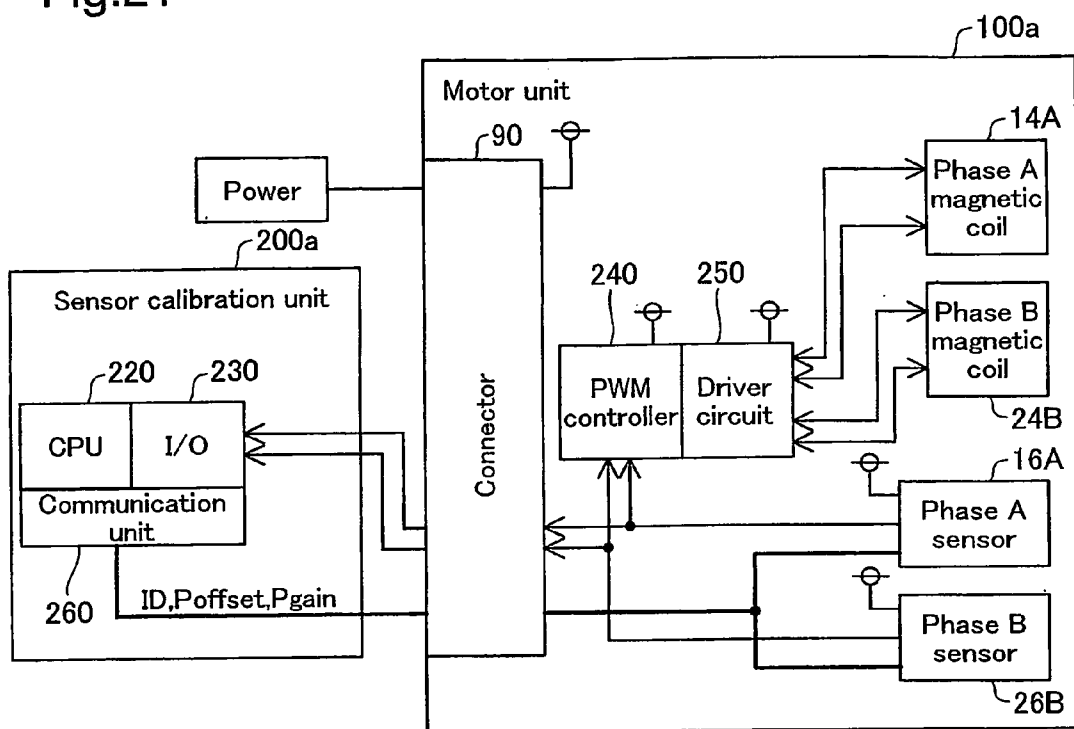 100a
Motor unit
90
14A
Phase A
magnetic
coil
Power
200a
Sensor calibration unit
240
250
Phase B
magnetic
coil
24B
220
230
PWM
controller
Driver
circuit
CPU
I/O
Connector
16A
Communication
unit
Phase A
sensor
260
ID,Poffset,Pgain
Phase B
sensor
26B